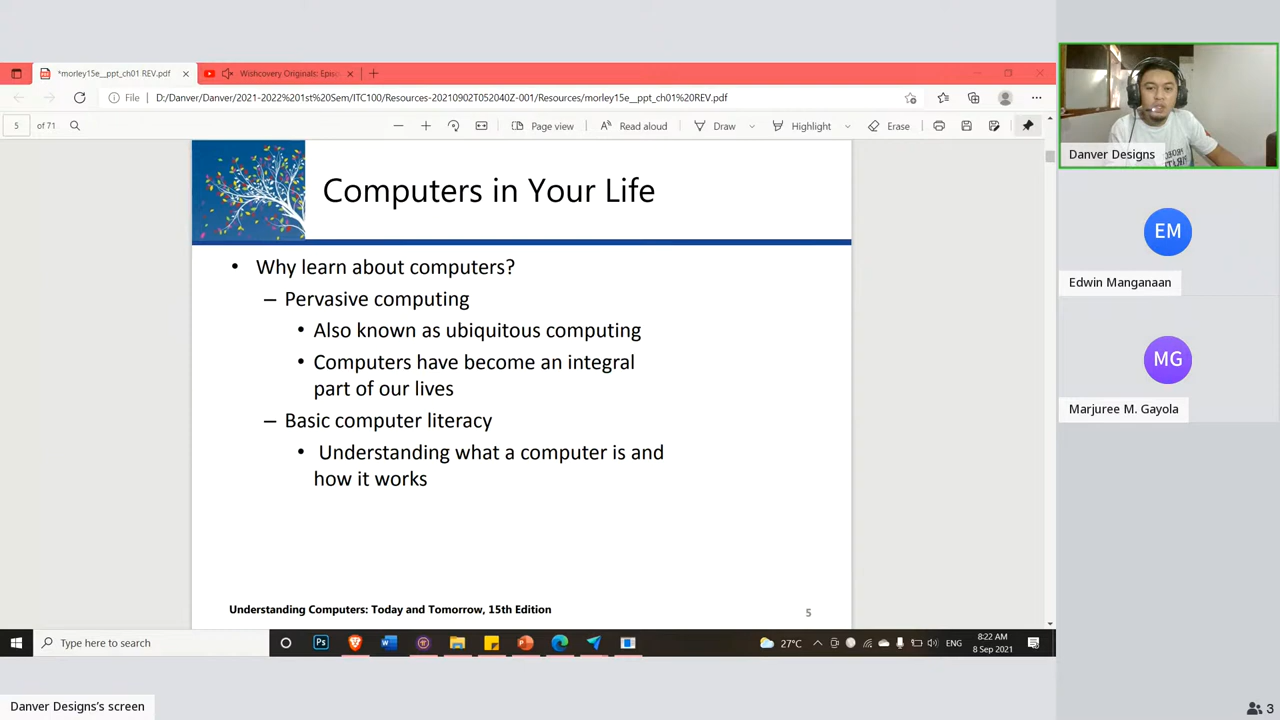 *morley15e__ppt_ch01 REV.pdf
Wishcovery Originals: Epis
File
D:/Danver/Danver/2021-2022%201st%20Sem/ITC100/Resources-20210902T052040Z-001/Resources/morley15e__ppt_ch01%20REV.pdf
5 of 71
Page view
Read aloud
Draw
Highlight
Erase
Computers in Your Life
• Why learn about computers?
– Pervasive computing
• Also known as ubiquitous computing
• Computers have become an integral
part of our lives
– Basic computer literacy
• Understanding what a computer is and
how it works
Understanding Computers: Today and Tomorrow, 15th Edition
5
Type here to search
Ps
27°C
ENG
8:22 AM
8 Sep 2021
Danver Designs's screen
Danver Designs
EM
Edwin Manganaan
MG
Marjuree M. Gayola
3